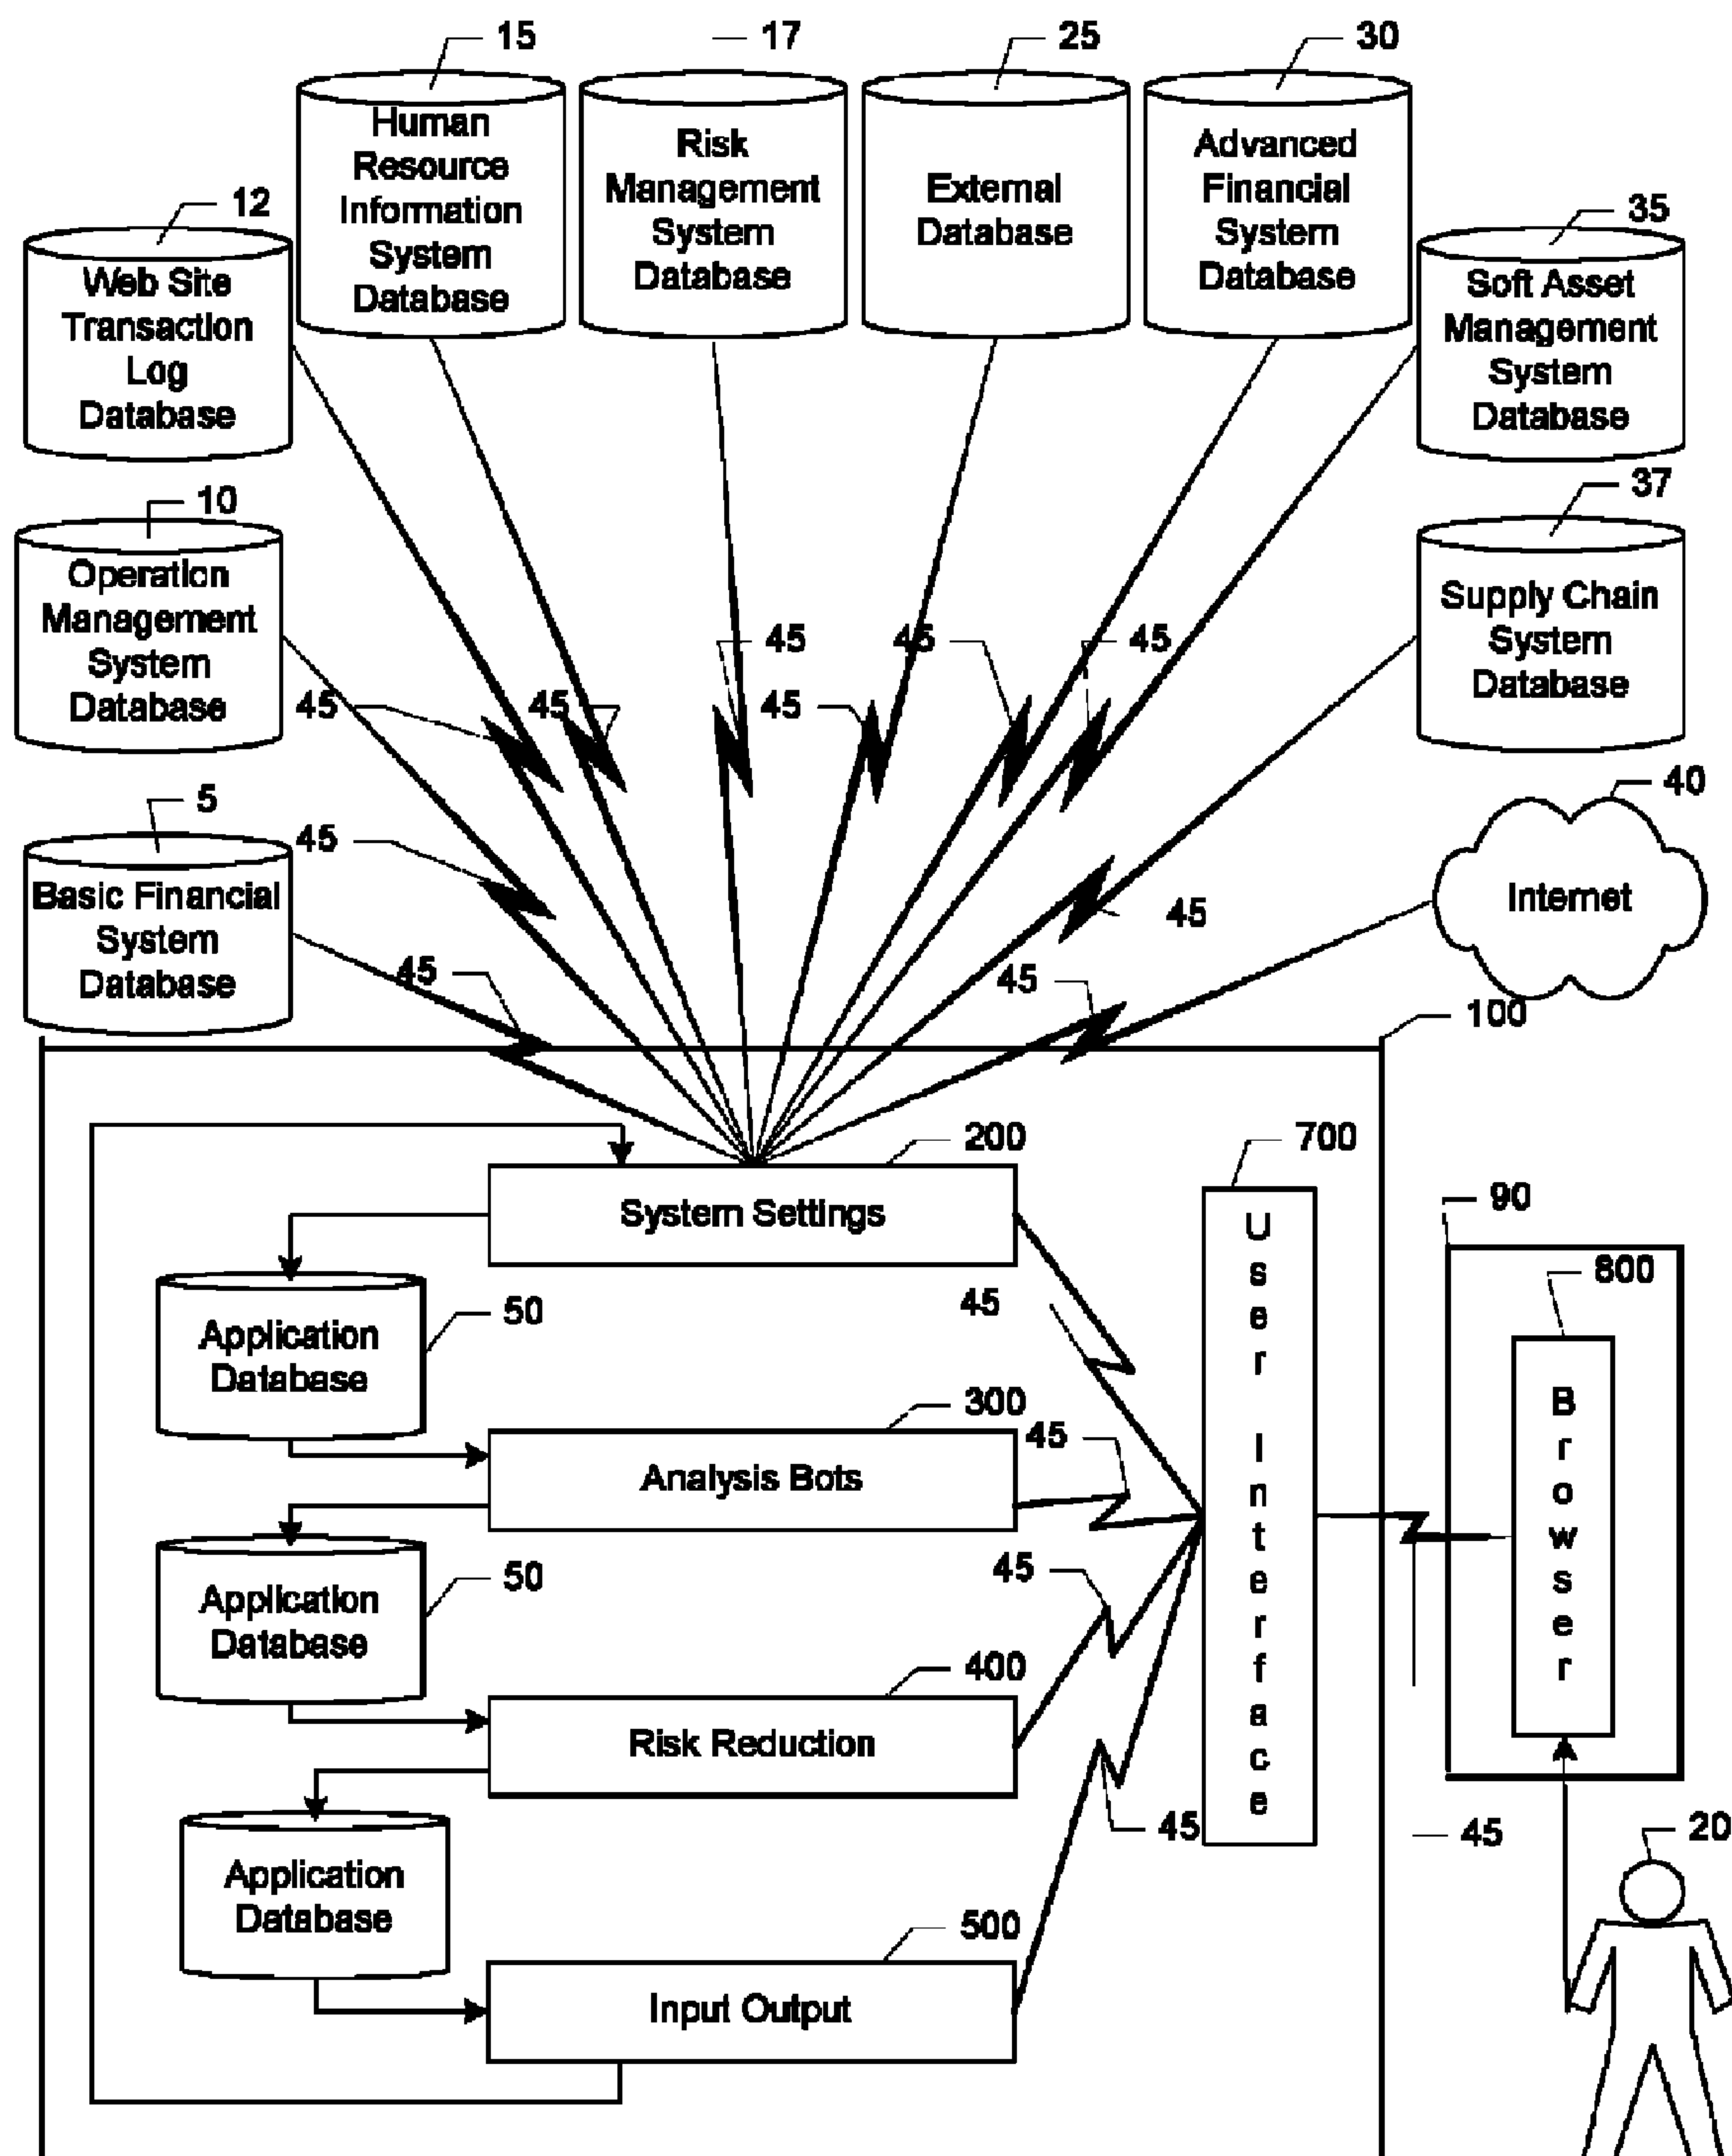 15
17
25
30
Human
Resource
Information
System
Database
Risk
Management
System
Database
External
Database
Advanced
Financial
System
Database
12
Web Site
Transaction
Log
Database
35
Soft Asset
Management
System
Database
10
Operation
Management
System
Database
37
Supply Chain
System
Database
45
45
45
45
45
45
45
5
Basic Financial
System
Database
45
40
Internet
45
45
45
100
200
System Settings
700
User Interface
90
800
Browser
50
Application
Database
45
300
Analysis Bots
45
50
Application
Database
45
400
Risk Reduction
45
45
20
Application
Database
500
Input Output